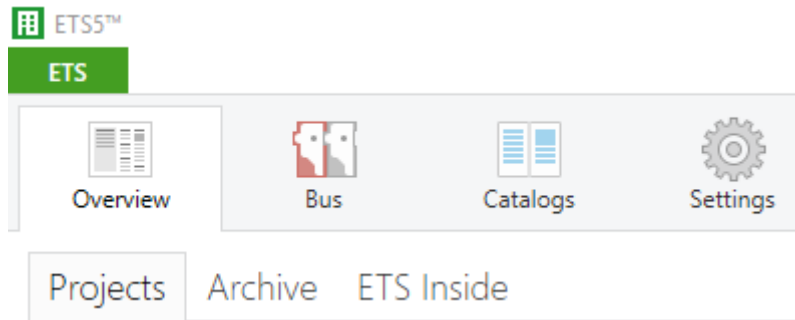 ETS5™
ETS
Overview Bus Catalogs Settings
Projects Archive ETS Inside